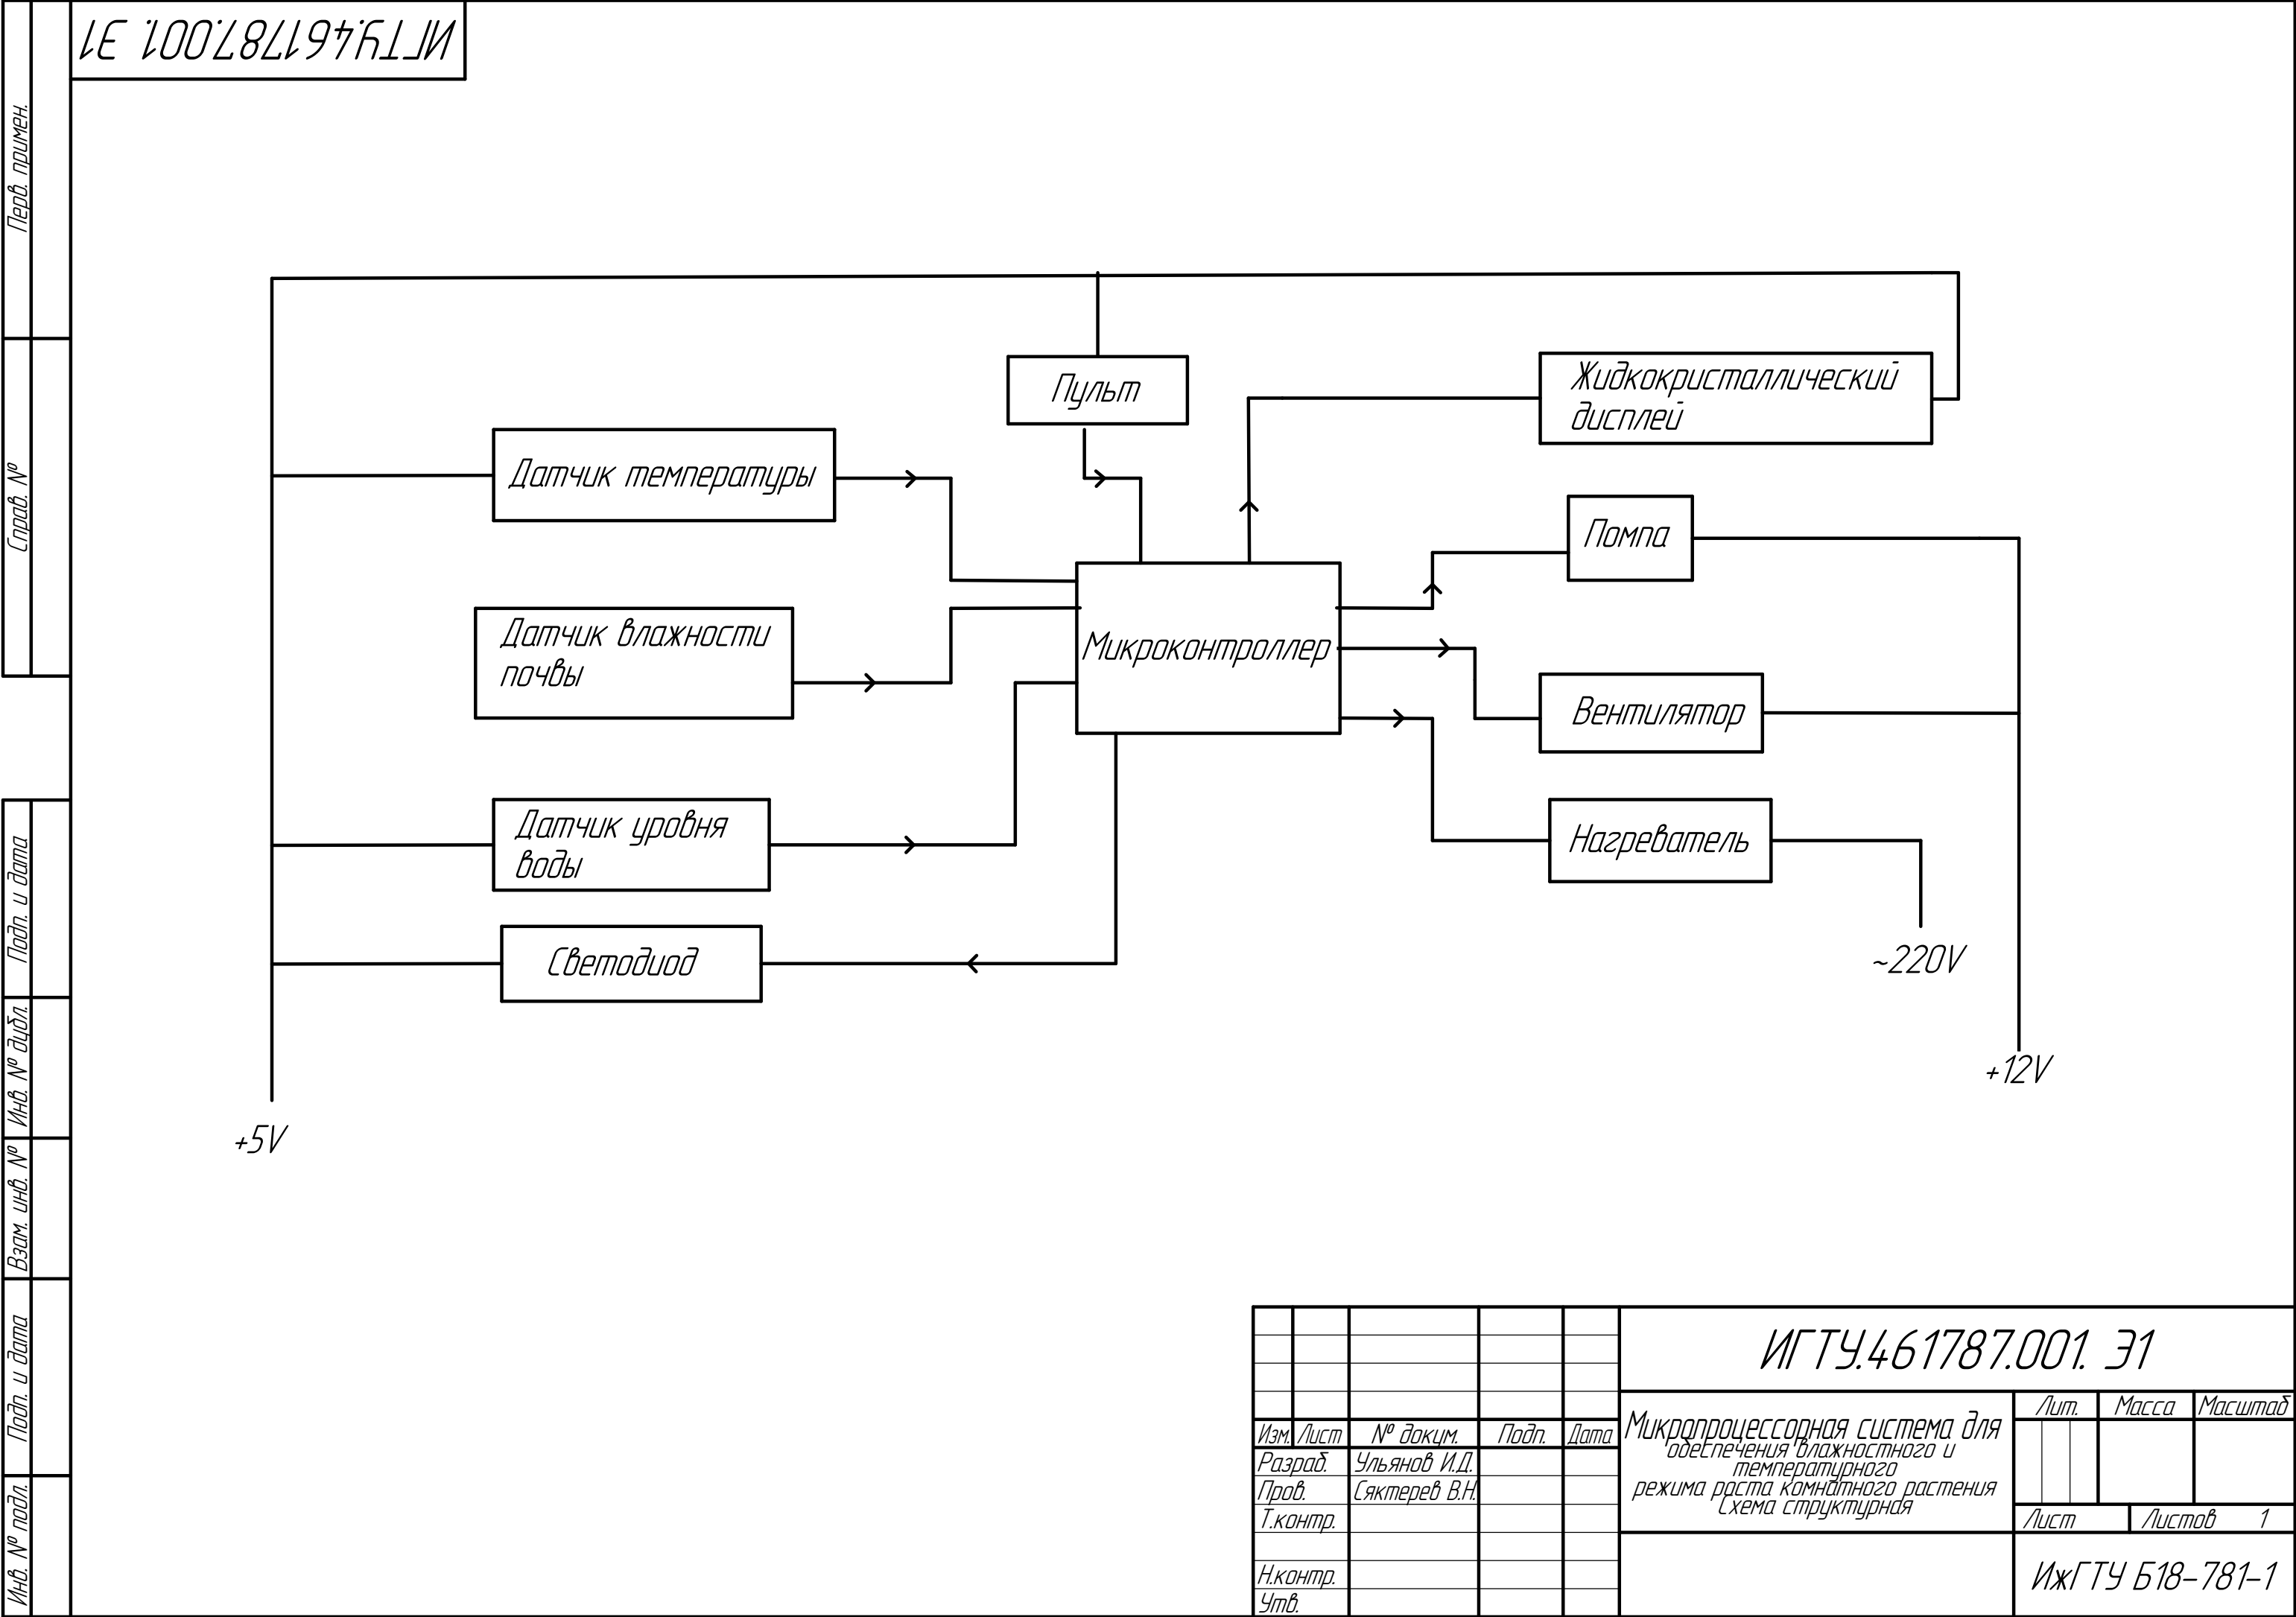 ИГТУ.461787.001. Э1
Перв. примен.
Справ. №
Подп. и дата
Инв. № дубл.
Взам. инв. №
Подп. и дата
Инв. № подл.
Пульт
Жидкокристаллический
дисплей
Датчик температуры
Помпа
Датчик влажности
почвы
Микроконтроллер
Вентилятор
Датчик уровня
воды
Нагреватель
Светодиод
~220V
+12V
+5V
ИГТУ.461787.001. Э1
Изм. Лист № докум. Подп. Дата
Разраб. Ульянов И.Д.
Пров. Сяктерев В.Н.
Т.контр.
Н.контр.
Утв.
Микропроцессорная система для
обеспечения влажностного и
температурного
режима роста комнатного растения
Схема структурная
Лит. Масса Масштаб
Лист Листов 1
ИжГТУ Б18-781-1